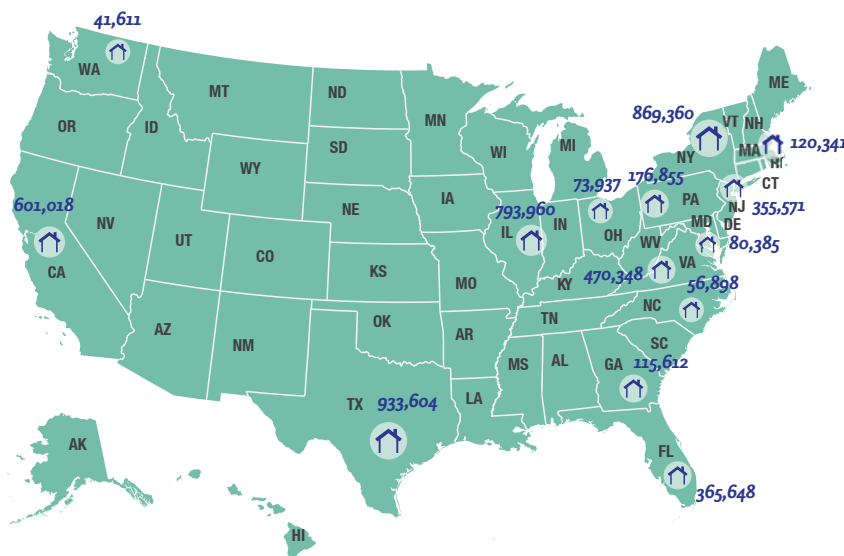 41,611
WA
MT
ND
MN
ME
OR
ID
WY
SD
WI
MI
869,360
VT
NH
NY
MA
120,341
RI
CT
601,018
NV
UT
CO
NE
IA
793,960
IL
IN
73,937
OH
176,855
PA
NJ
355,571
MD
DE
80,385
CA
KS
MO
KY
WV
470,348
VA
56,898
NC
AZ
NM
OK
AR
TN
SC
MS
AL
GA
115,612
TX
933,604
LA
FL
365,648
AK
HI